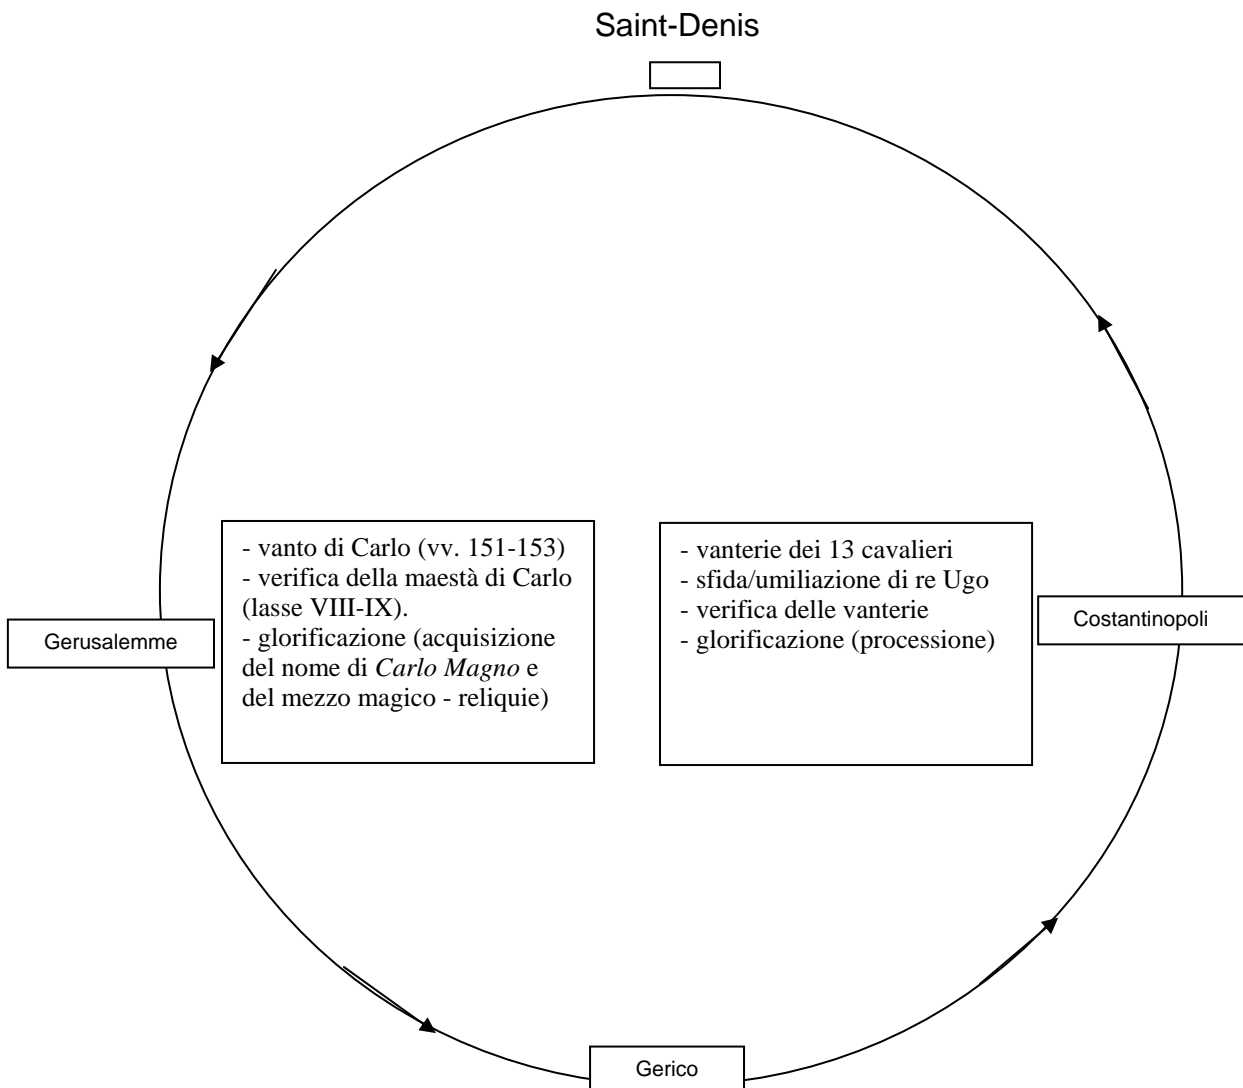 Saint-Denis
- vanto di Carlo (vv. 151-153)
- verifica della maestà di Carlo
(lasse VIII-IX).
- glorificazione (acquisizione
del nome di Carlo Magno e
del mezzo magico - reliquie)
- vanterie dei 13 cavalieri
- sfida/umiliazione di re Ugo
- verifica delle vanterie
- glorificazione (processione)
Gerusalemme
Costantinopoli
Gerico